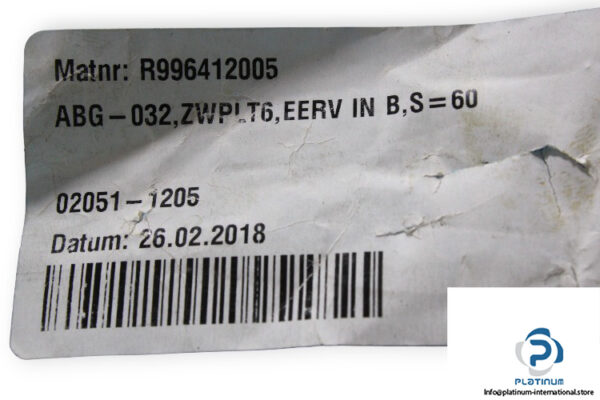 Matnr: R996412005
ABG-032,ZWPLT6,EERV IN B,S=60
02051-1205
Datum: 26.02.2018
PLATINUM
Info@platinum-international.store